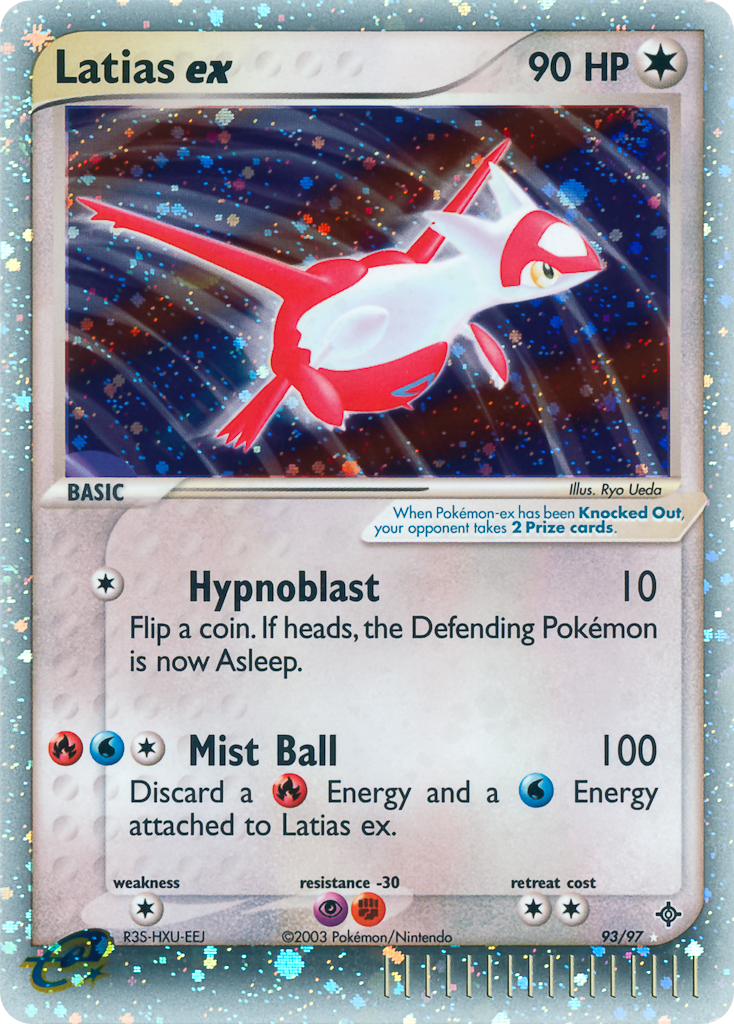 Latias ex 90 HP
BASIC
Illus. Ryo Ueda
When Pokémon-ex has been Knocked Out,
your opponent takes 2 Prize cards.
Hypnoblast 10
Flip a coin. If heads, the Defending Pokémon
is now Asleep.
Mist Ball 100
Discard a Energy and a Energy
attached to Latias ex.
weakness resistance -30 retreat cost
R3S-HXU-EEJ ©2003 Pokémon/Nintendo 93/97